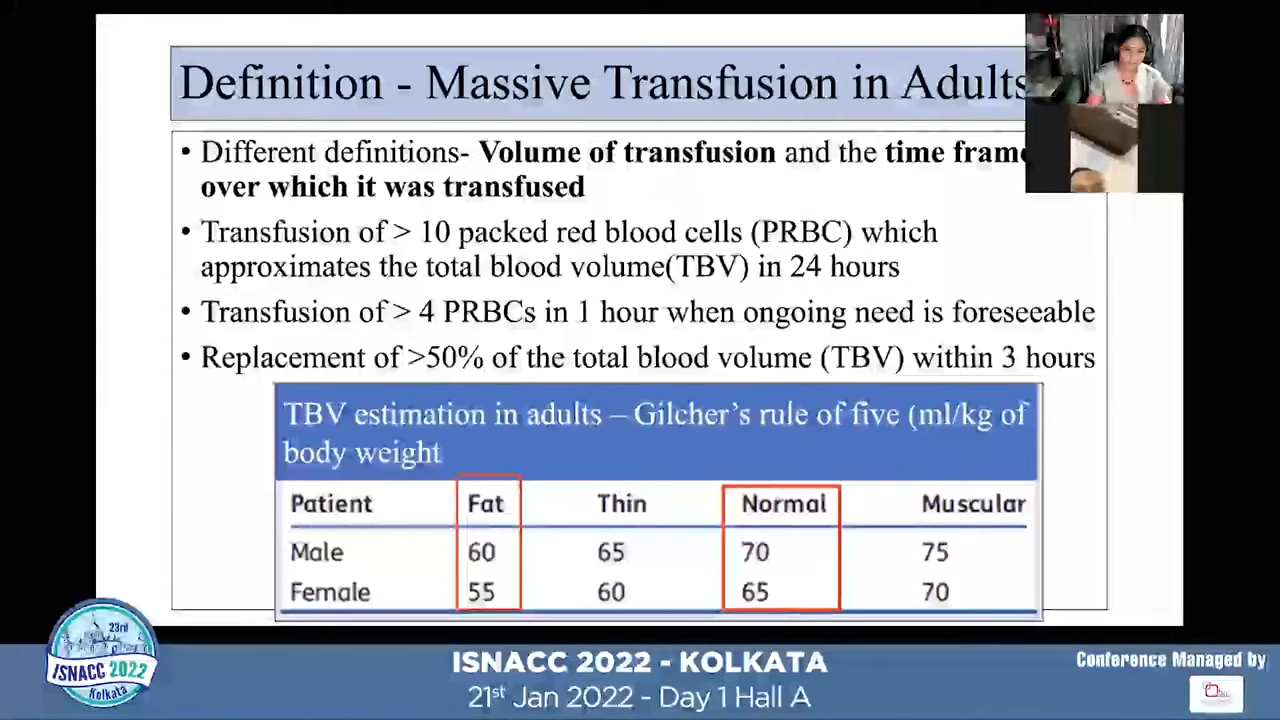 Definition - Massive Transfusion in Adults
• Different definitions- Volume of transfusion and the time frame
over which it was transfused
• Transfusion of > 10 packed red blood cells (PRBC) which
approximates the total blood volume(TBV) in 24 hours
• Transfusion of > 4 PRBCs in 1 hour when ongoing need is foreseeable
• Replacement of >50% of the total blood volume (TBV) within 3 hours
TBV estimation in adults – Gilcher's rule of five (ml/kg of
body weight
Patient Fat Thin Normal Muscular
Male 60 65 70 75
Female 55 60 65 70
23rd
ISNACC 2022
Kolkata
ISNACC 2022 - KOLKATA
21st Jan 2022 - Day 1 Hall A
Conference Managed by